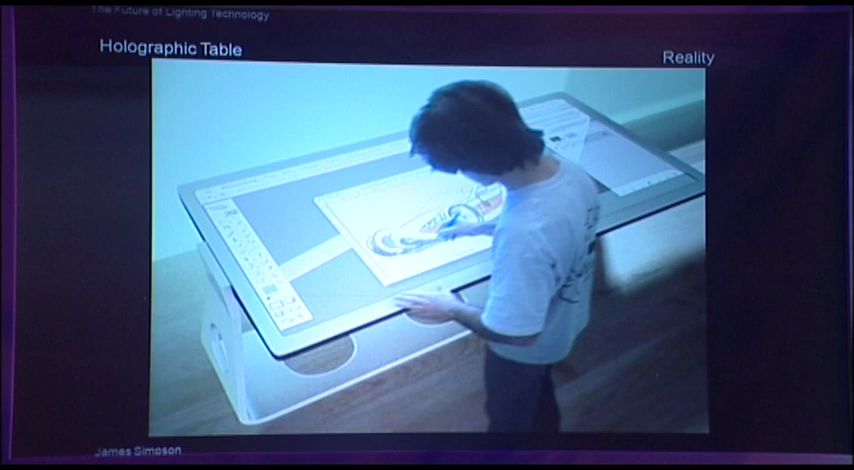 The Future of Lighting Technology
Holographic Table
Reality
James Simpson